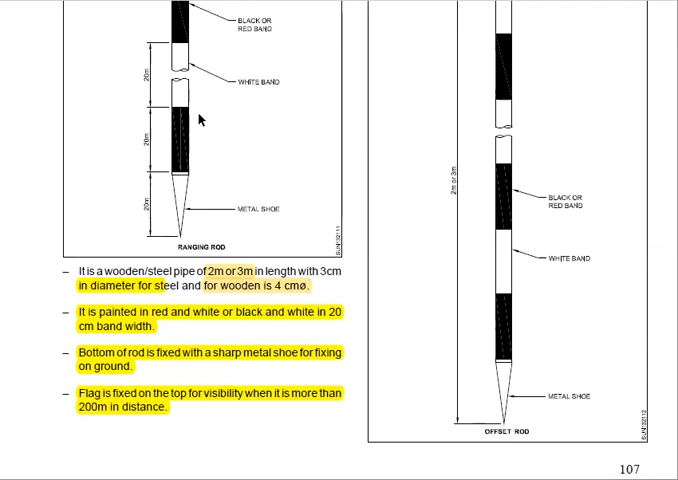 BLACK OR
RED BAND
20m
WHITE BAND
20m
20m
METAL SHOE
RANGING ROD
SUN132111
– It is a wooden/steel pipe of 2m or 3m in length with 3cm
in diameter for steel and for wooden is 4 cmø.
– It is painted in red and white or black and white in 20
cm band width.
– Bottom of rod is fixed with a sharp metal shoe for fixing
on ground.
– Flag is fixed on the top for visibility when it is more than
200m in distance.
2m or 3m
BLACK OR
RED BAND
WHITE BAND
METAL SHOE
OFFSET ROD
SUN132112
107